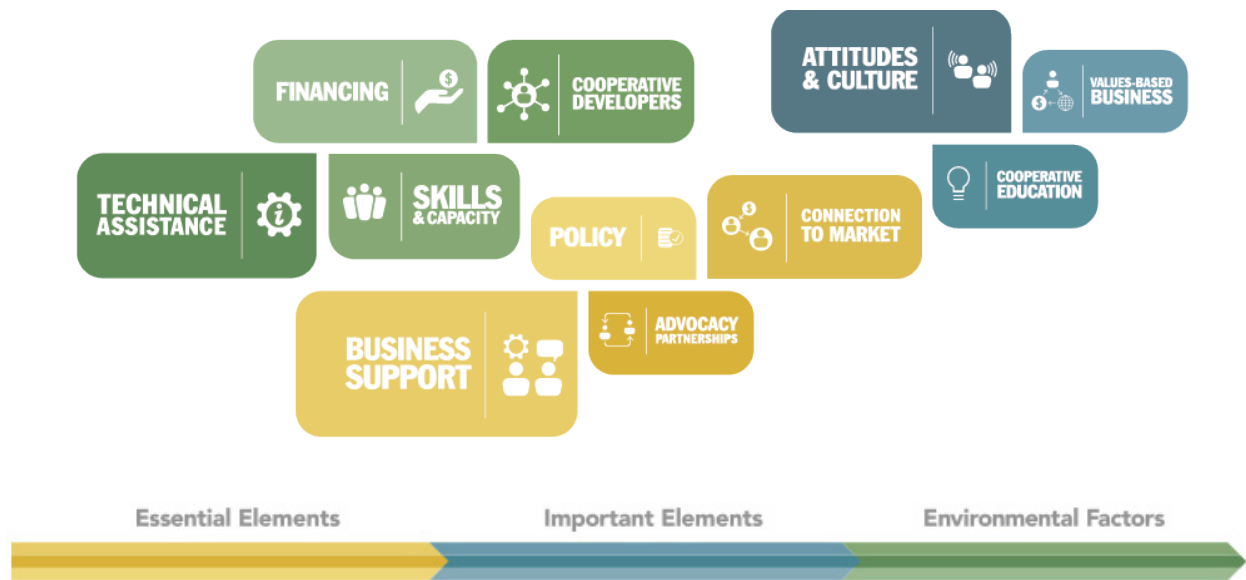 FINANCING
COOPERATIVE
DEVELOPERS
ATTITUDES
& CULTURE
VALUES-BASED
BUSINESS
TECHNICAL
ASSISTANCE
SKILLS
& CAPACITY
POLICY
CONNECTION
TO MARKET
COOPERATIVE
EDUCATION
BUSINESS
SUPPORT
ADVOCACY
PARTNERSHIPS
Essential Elements
Important Elements
Environmental Factors